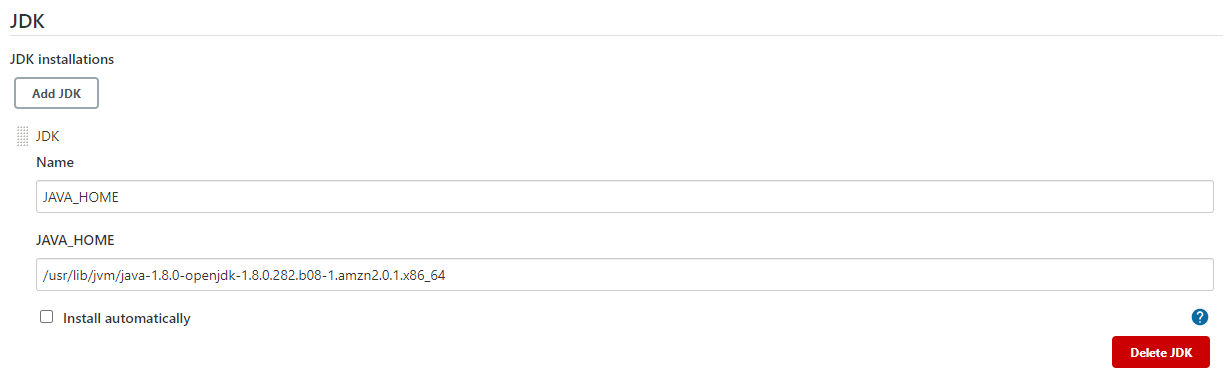 JDK
JDK installations
Add JDK
JDK
Name
JAVA_HOME
JAVA_HOME
/usr/lib/jvm/java-1.8.0-openjdk-1.8.0.282.b08-1.amzn2.0.1.x86_64
Install automatically
?
Delete JDK